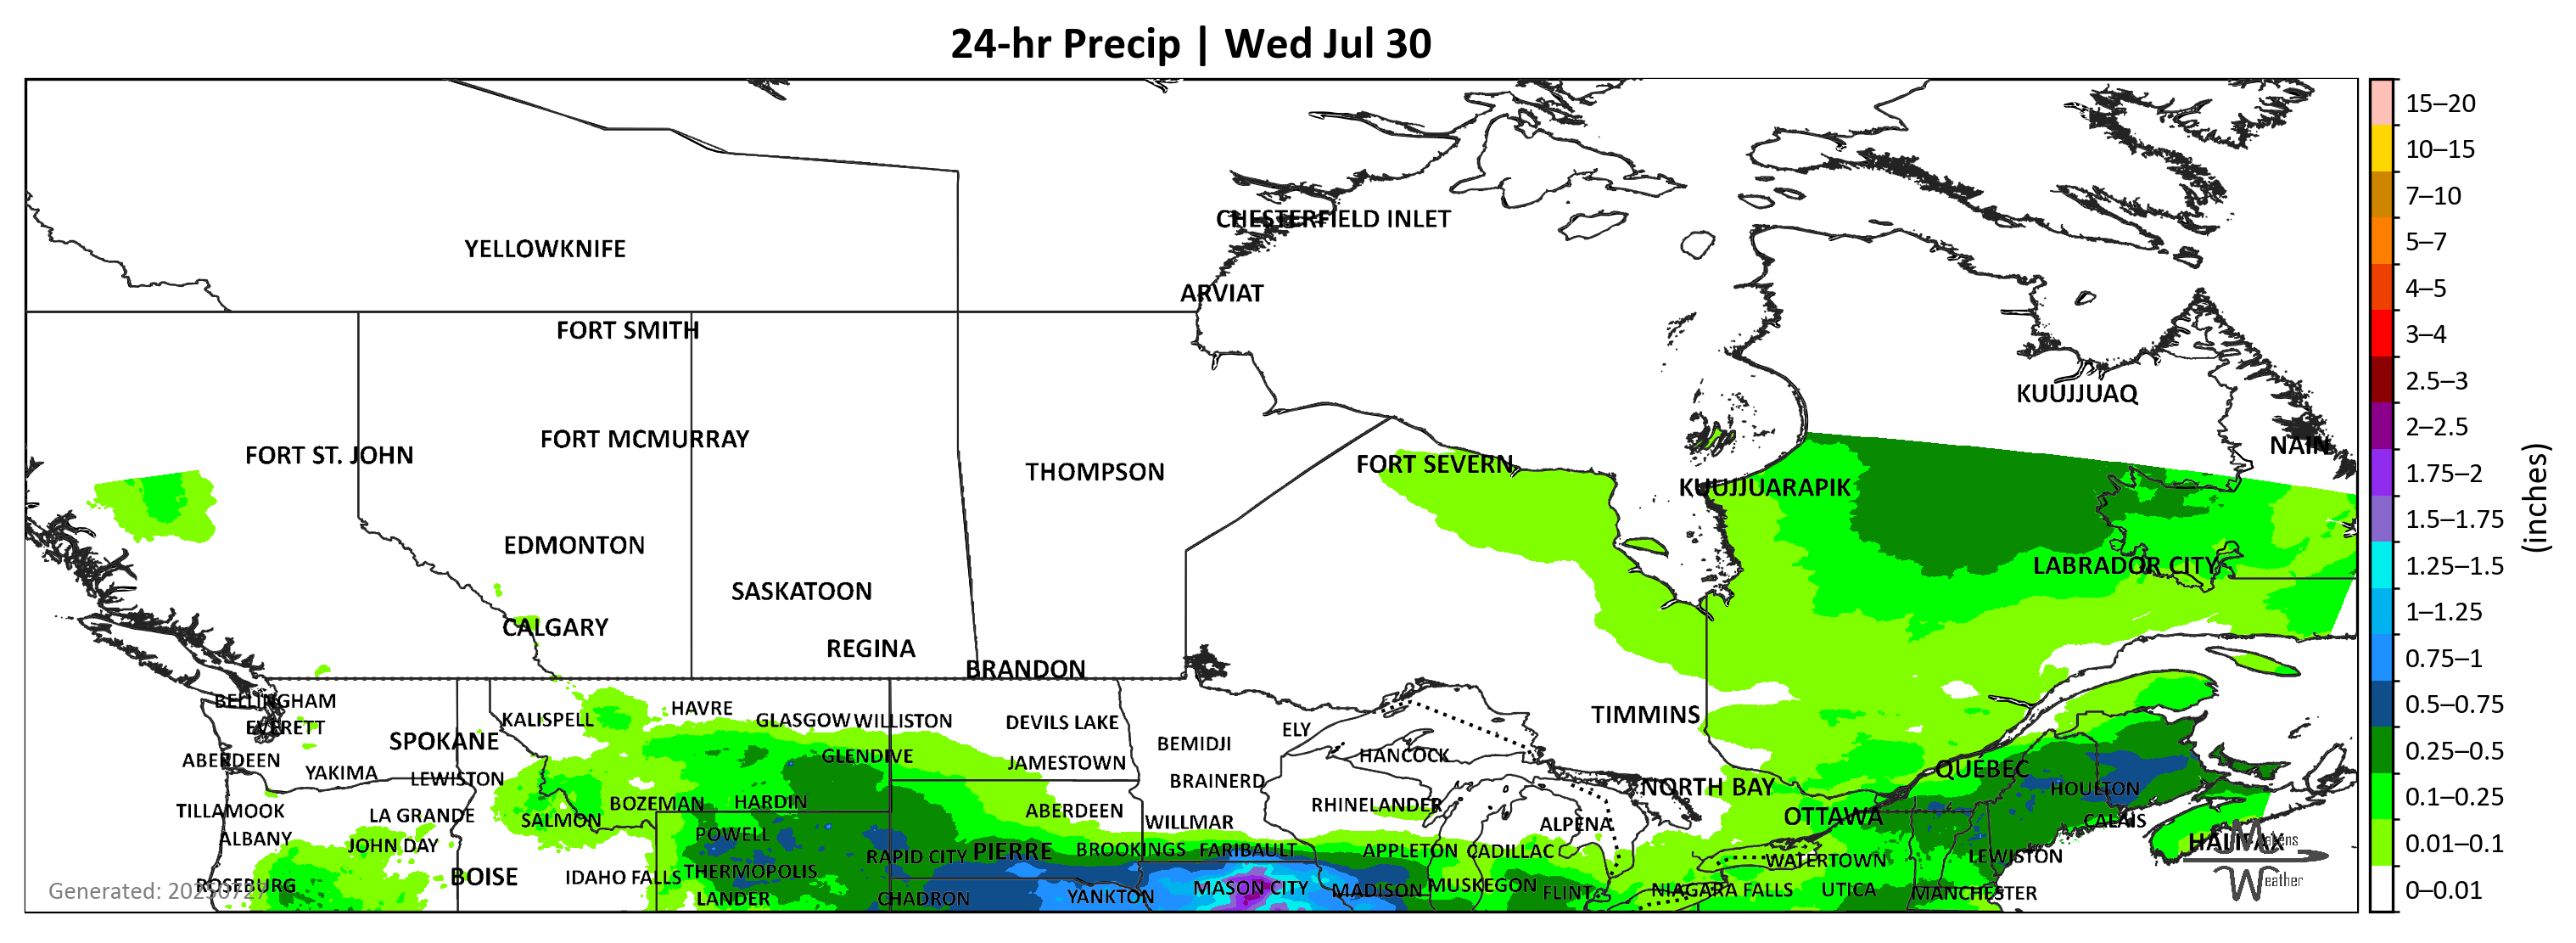 24-hr Precip | Wed Jul 30
15–20
10–15
7–10
5–7
4–5
3–4
2.5–3
2–2.5
1.75–2
1.5–1.75
1.25–1.5
1–1.25
0.75–1
0.5–0.75
0.25–0.5
0.1–0.25
0.01–0.1
0–0.01
(inches)
CHESTERFIELD INLET
YELLOWKNIFE
ARVIAT
FORT SMITH
KUUJJUAQ
FORT MCMURRAY
NAIN
FORT ST. JOHN
FORT SEVERN
THOMPSON
KUUJJUARAPIK
EDMONTON
LABRADOR CITY
SASKATOON
CALGARY
REGINA
BRANDON
BELLINGHAM
HAVRE
KALISPELL
GLASGOW
WILLISTON
DEVILS LAKE
TIMMINS
EVERETT
ELY
SPOKANE
BEMIDJI
HANCOCK
GLENDIVE
ABERDEEN
JAMESTOWN
QUÉBEC
YAKIMA
LEWISTON
BRAINERD
NORTH BAY
HOULTON
BOZEMAN
HARDIN
RHINELANDER
TILLAMOOK
LA GRANDE
ABERDEEN
SALMON
WILLMAR
ALPENA
OTTAWA
CALAIS
ALBANY
POWELL
JOHN DAY
HALIFAX
RAPID CITY
PIERRE
BROOKINGS
FARIBAULT
APPLETON
CADILLAC
LEWISTON
WATERTOWN
THERMOPOLIS
BOISE
IDAHO FALLS
ROSEBURG
MASON CITY
MADISON
MUSKEGON
FLINT
NIAGARA FALLS
UTICA
MANCHESTER
LANDER
CHADRON
YANKTON
Generated: 20250727
Weather